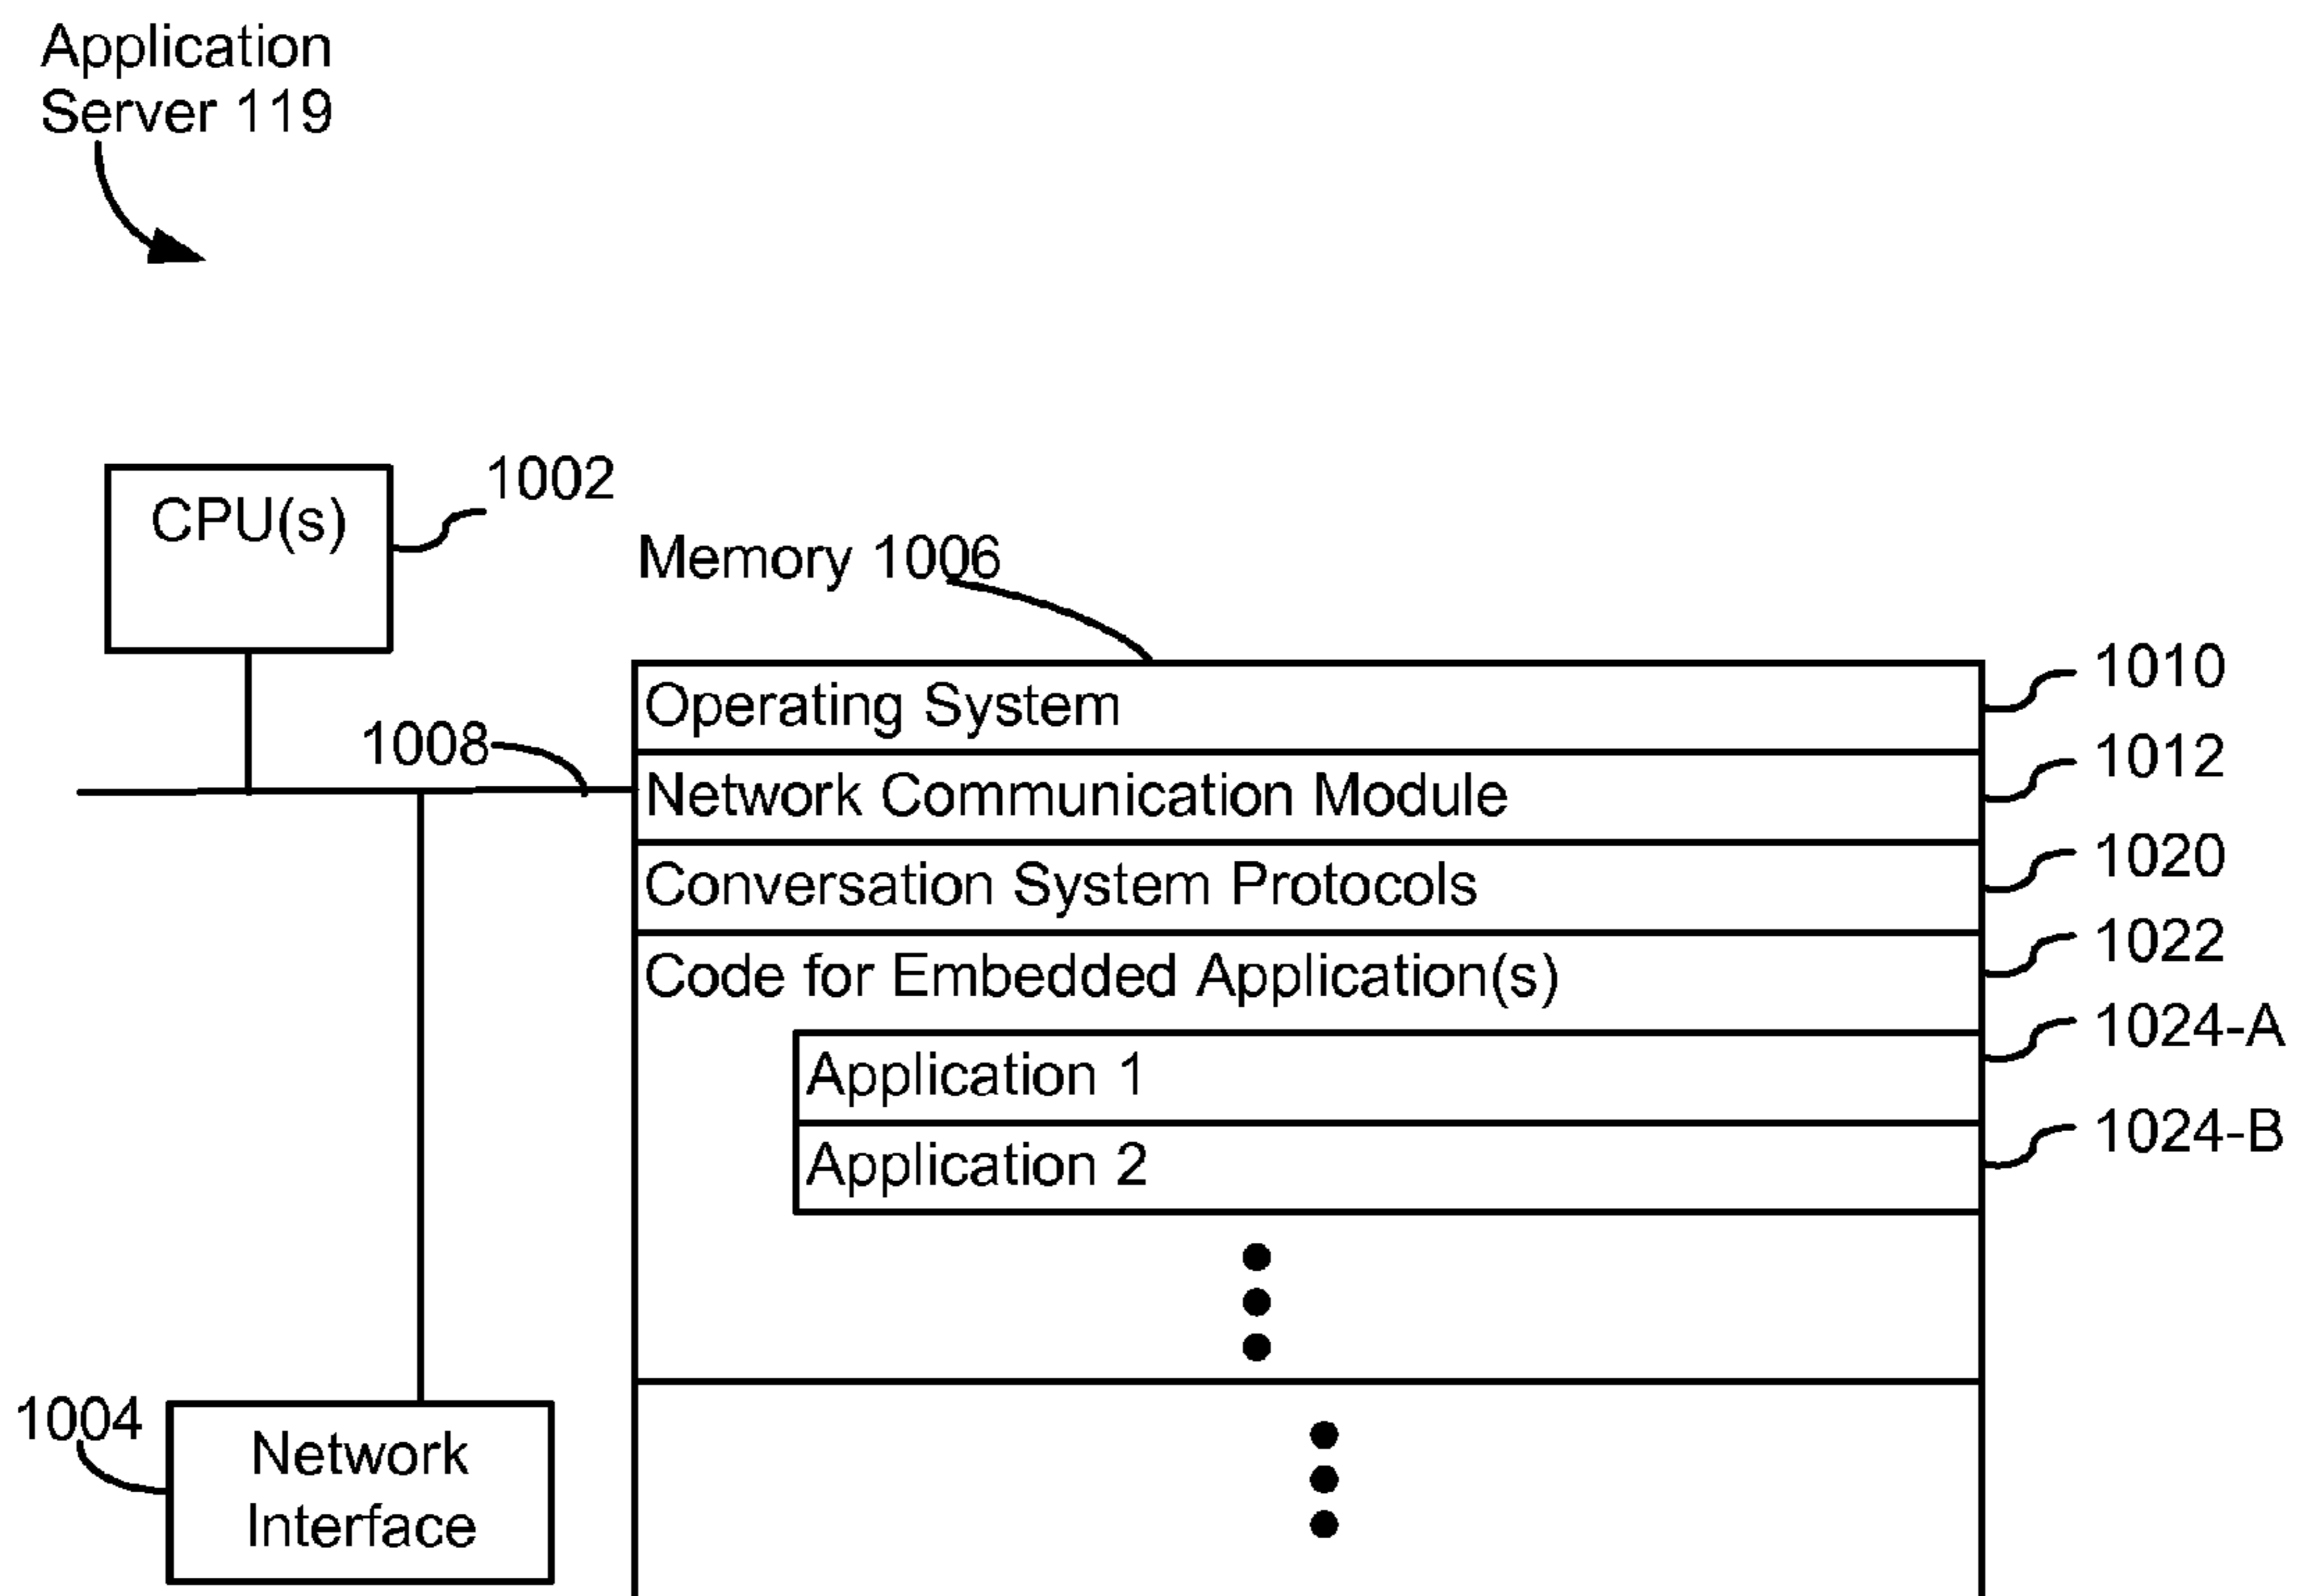 Application
Server 119
CPU(s)
1002
Memory 1006
1008
Operating System
1010
Network Communication Module
1012
Conversation System Protocols
1020
Code for Embedded Application(s)
1022
Application 1
1024-A
Application 2
1024-B
1004
Network
Interface